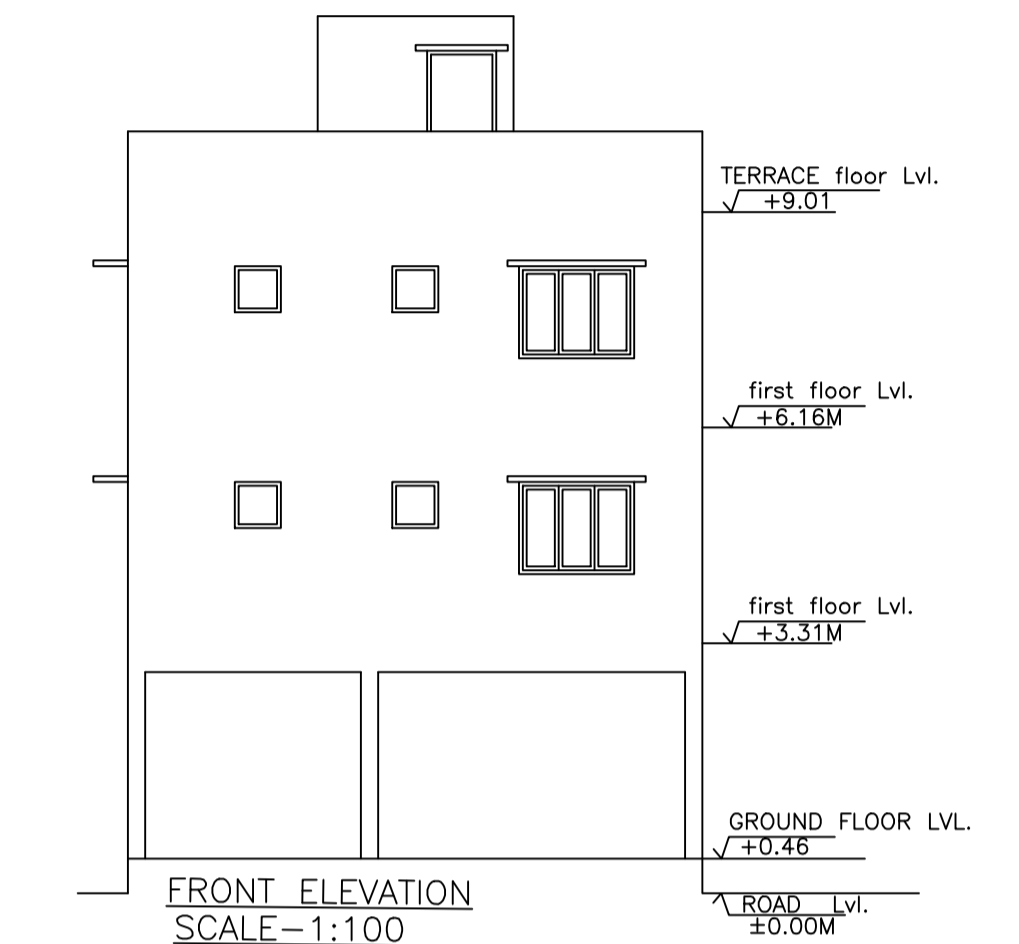 TERRACE floor Lvl.
+9.01
first floor Lvl.
+6.16M
first floor Lvl.
+3.31M
GROUND FLOOR LVL.
+0.46
ROAD Lvl.
±0.00M
FRONT ELEVATION
SCALE-1:100